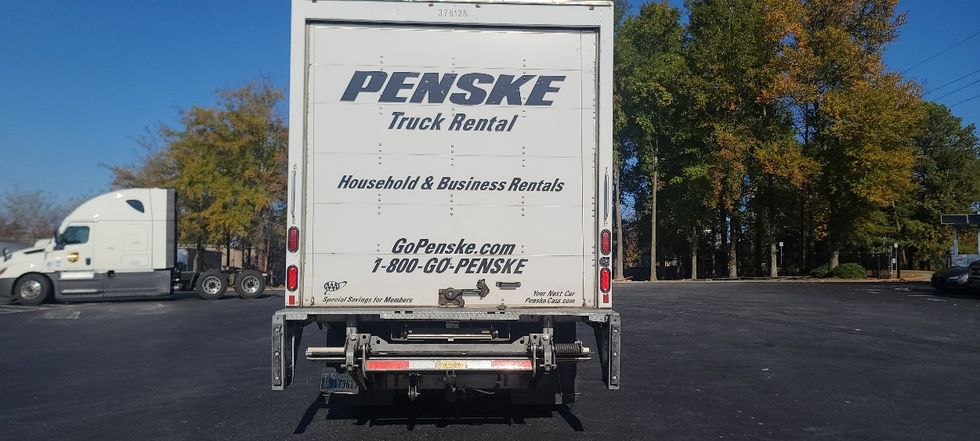 378128
PENSKE
Truck Rental
Household & Business Rentals
GoPenske.com
1-800-GO-PENSKE
AAA
Special Savings for Members
Your Next Car
PenskeCars.com